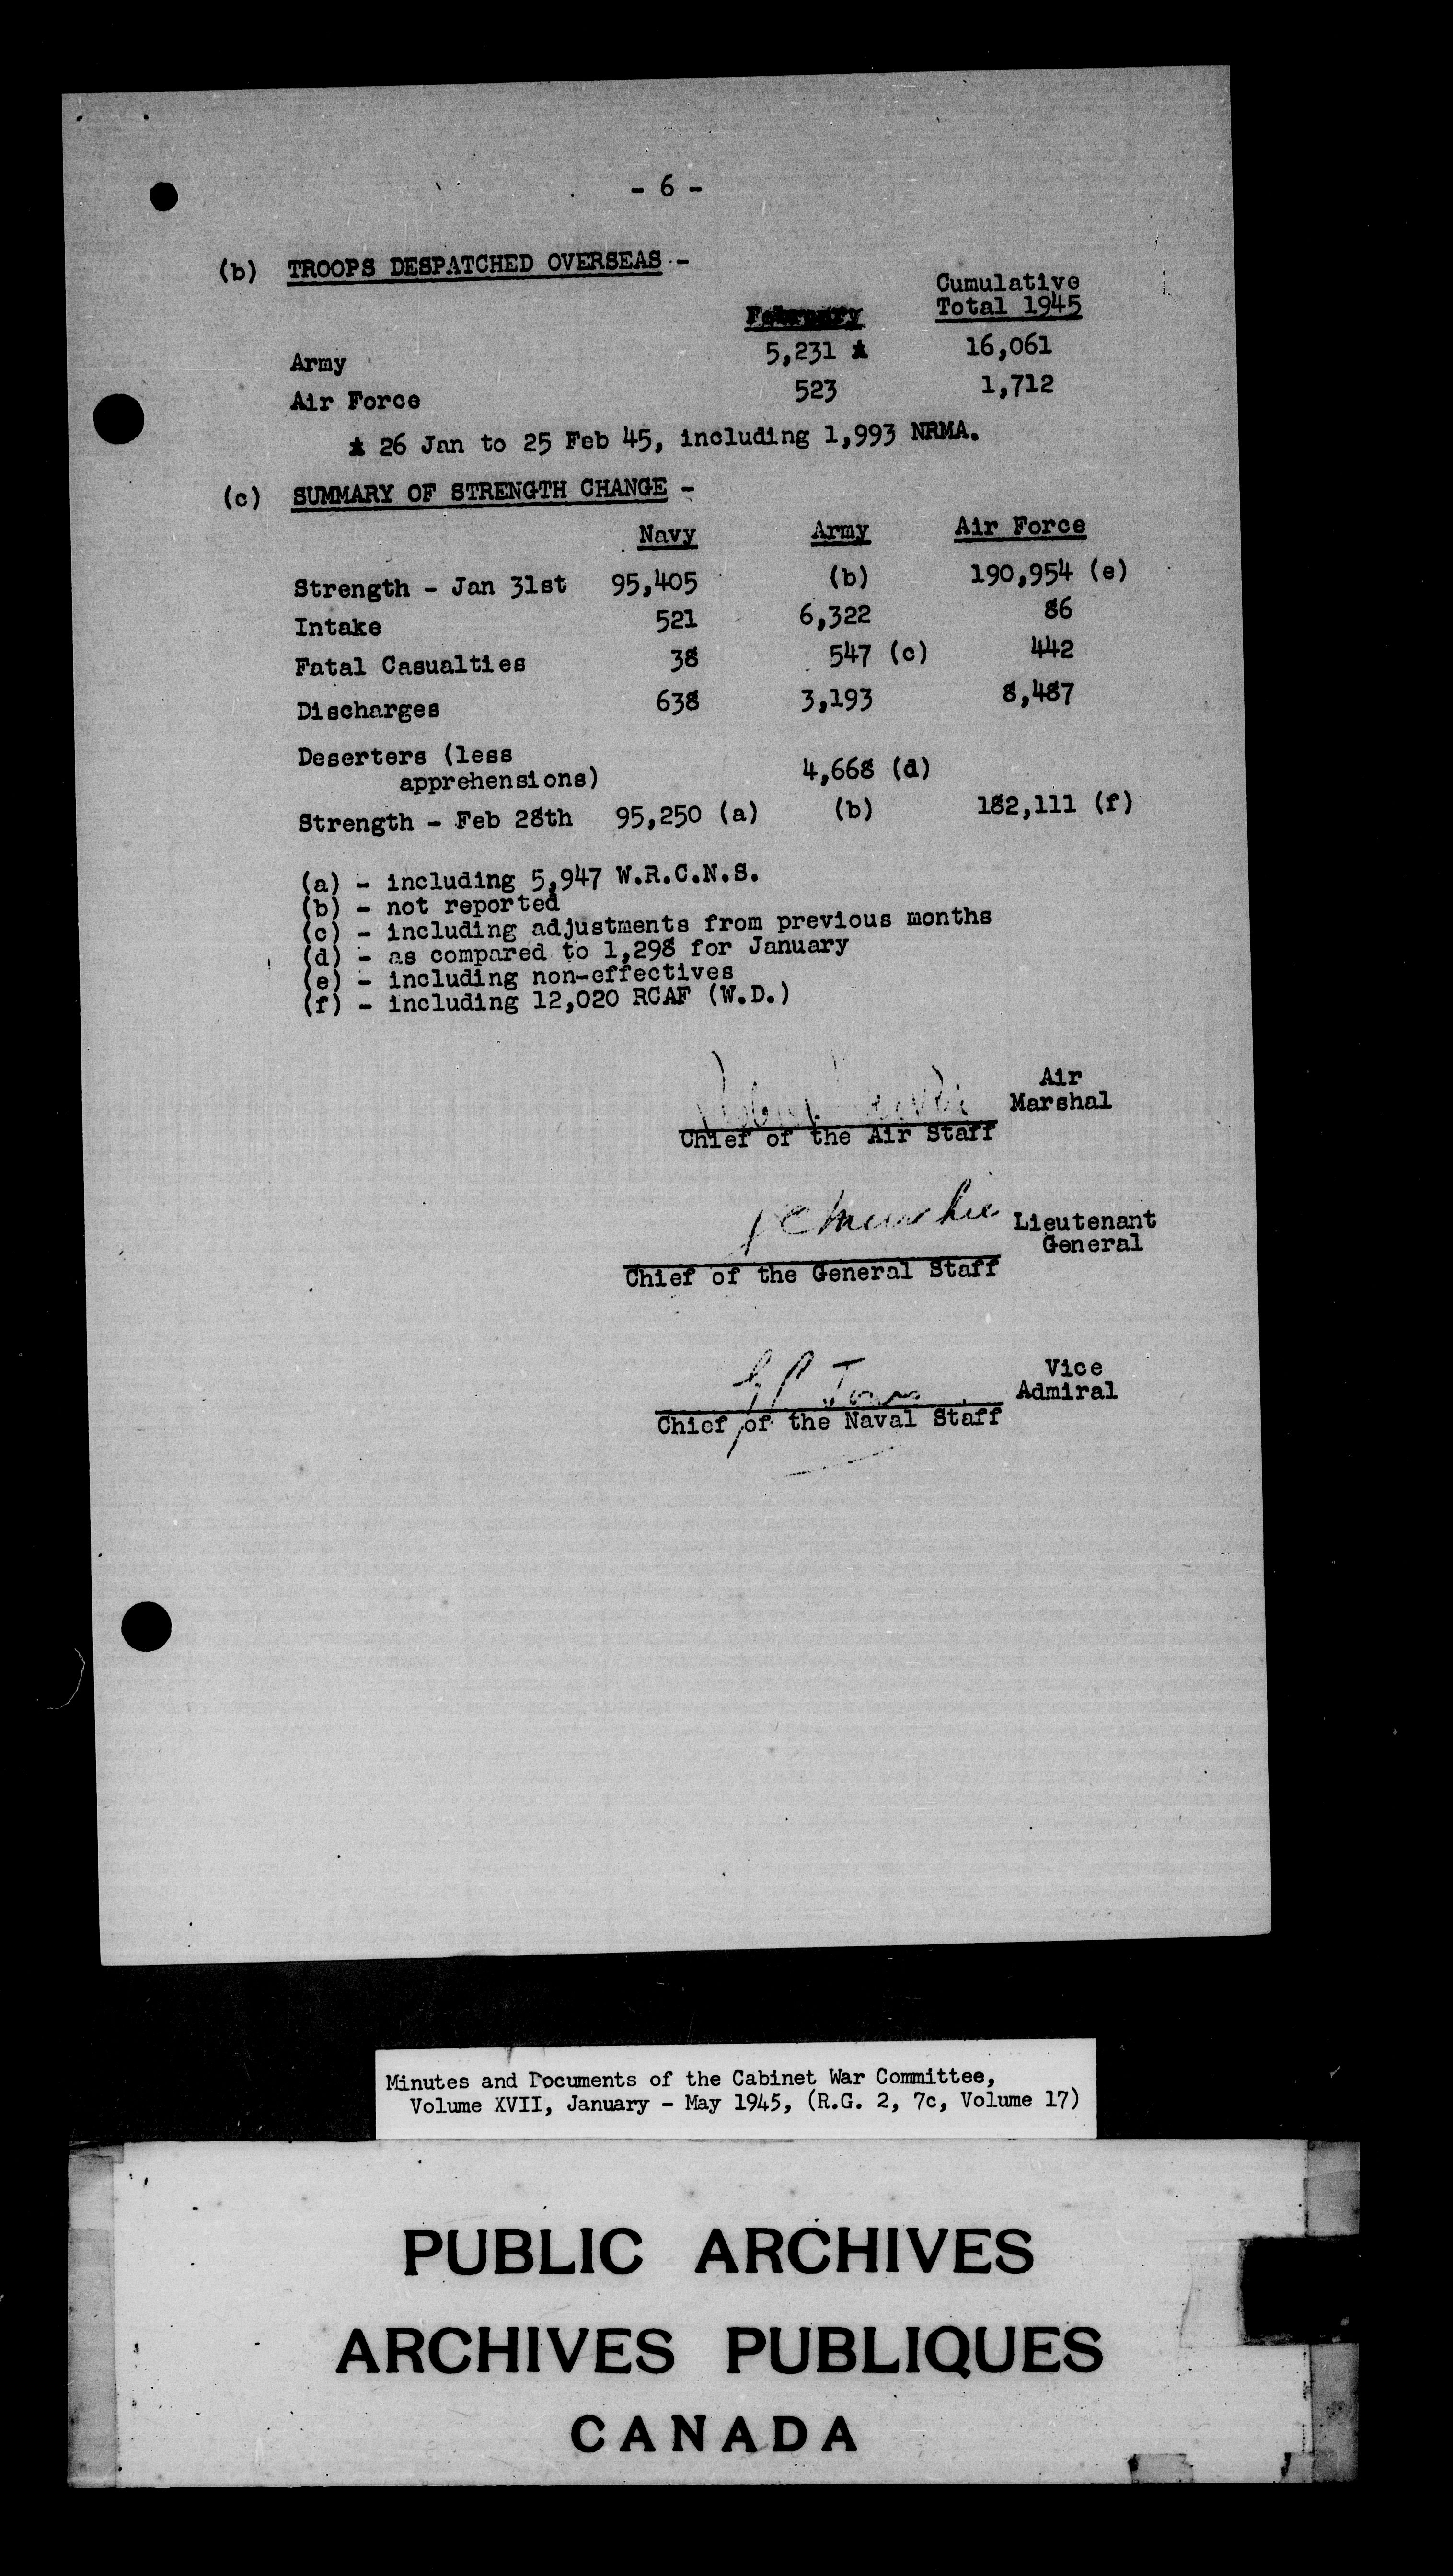 - 6 -
(b) TROOPS DESPATCHED OVERSEAS -
Cumulative
February Total 1945
Army 5,231 * 16,061
Air Force 523 1,712
* 26 Jan to 25 Feb 45, including 1,993 NRMA.
(c) SUMMARY OF STRENGTH CHANGE -
Navy Army Air Force
Strength - Jan 31st 95,405 (b) 190,954 (e)
Intake 521 6,322 86
Fatal Casualties 38 547 (c) 442
Discharges 638 3,193 8,487
Deserters (less
apprehensions) 4,668 (d)
Strength - Feb 28th 95,250 (a) (b) 182,111 (f)
(a) - including 5,947 W.R.C.N.S.
(b) - not reported
(c) - including adjustments from previous months
(d) - as compared to 1,298 for January
(e) - including non-effectives
(f) - including 12,020 RCAF (W.D.)
Air
Marshal
Chief of the Air Staff
Lieutenant
General
Chief of the General Staff
Vice
Admiral
Chief of the Naval Staff
Minutes and Documents of the Cabinet War Committee,
Volume XVII, January - May 1945, (R.G. 2, 7c, Volume 17)
PUBLIC ARCHIVES
ARCHIVES PUBLIQUES
CANADA